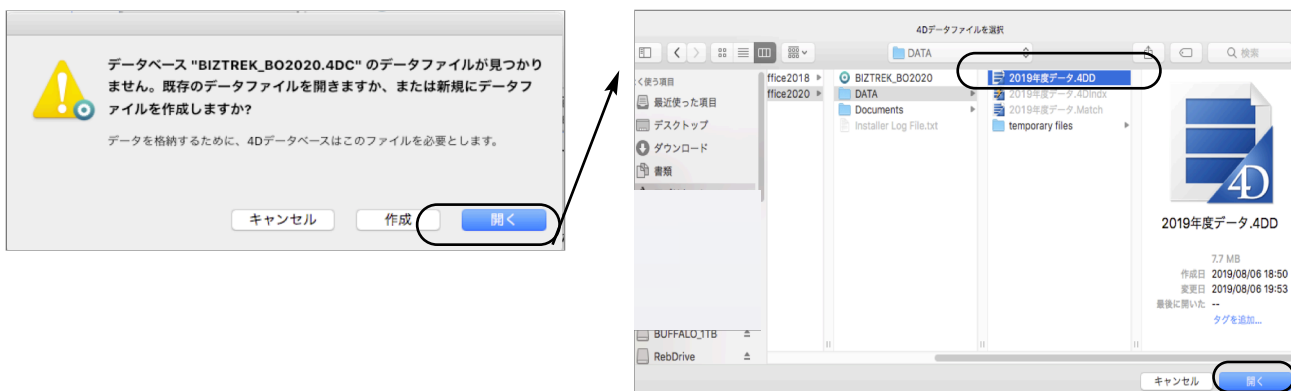 データベース "BIZTREK_BO2020.4DC" のデータファイルが見つかり
ません。既存のデータファイルを開きますか、または新規にデータフ
ァイルを作成しますか?
データを格納するために、4Dデータベースはこのファイルを必要とします。
キャンセル
作成
開く
4Dデータファイルを選択
DATA
検索
く使う項目
最近使った項目
デスクトップ
ダウンロード
書類
BUFFALO_1TB
RebDrive
ffice2018
ffice2020
BIZTREK_BO2020
DATA
Documents
Installer Log File.txt
2019年度データ.4DD
2019年度データ.4DIndx
2019年度データ.Match
temporary files
4D
2019年度データ.4DD
7.7 MB
作成日 2019/08/06 18:50
変更日 2019/08/06 19:53
最後に開いた --
タグを追加...
キャンセル
開く